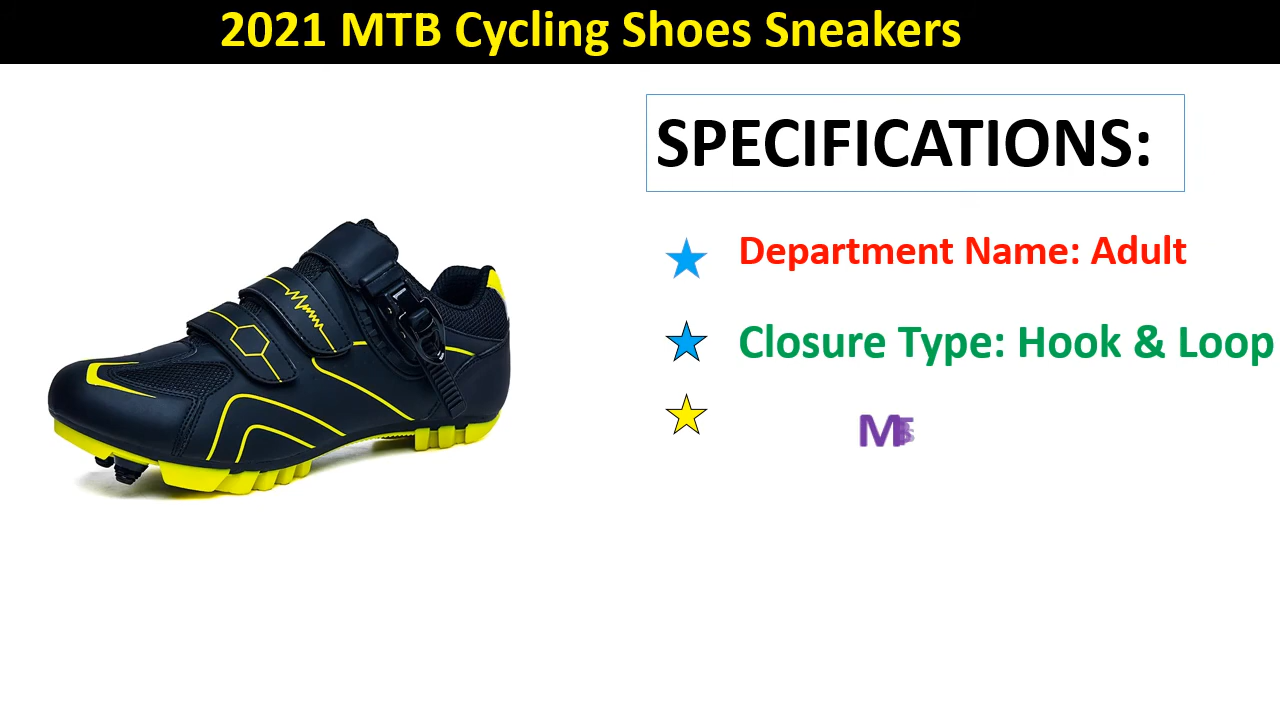 2021 MTB Cycling Shoes Sneakers
SPECIFICATIONS:
Department Name: Adult
Closure Type: Hook & Loop